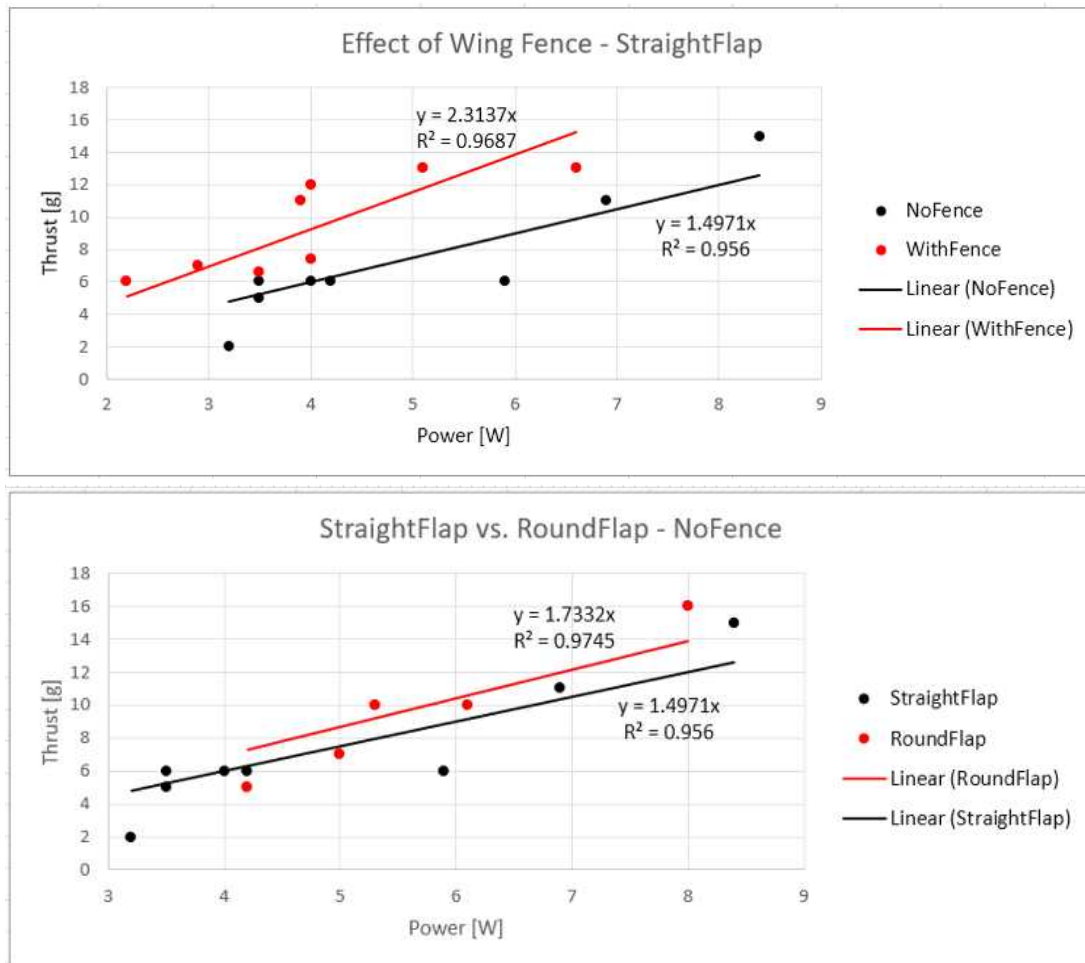 Effect of Wing Fence - StraightFlap
18
16
14
12
10
8
6
4
2
0
Thrust [g]
y = 2.3137x
R² = 0.9687
y = 1.4971x
R² = 0.956
2 3 4 5 6 7 8 9
Power [W]
NoFence
WithFence
Linear (NoFence)
Linear (WithFence)
StraightFlap vs. RoundFlap - NoFence
18
16
14
12
10
8
6
4
2
0
Thrust [g]
y = 1.7332x
R² = 0.9745
y = 1.4971x
R² = 0.956
3 4 5 6 7 8 9
Power [W]
StraightFlap
RoundFlap
Linear (RoundFlap)
Linear (StraightFlap)